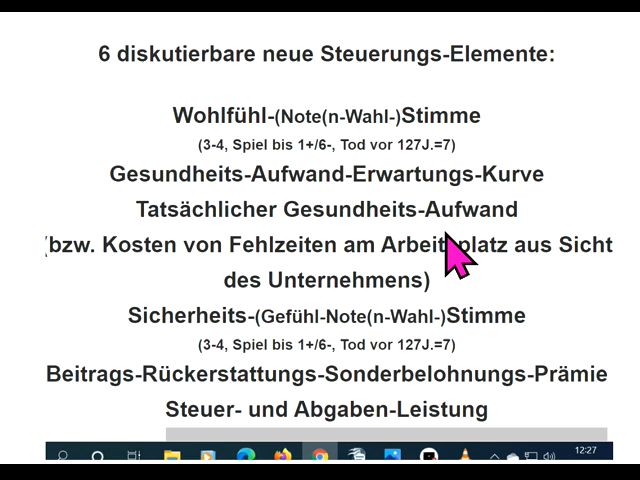 6 diskutierbare neue Steuerungs-Elemente:
Wohlfühl-(Note(n-Wahl-)Stimme
(3-4, Spiel bis 1+/6-, Tod vor 127J.=7)
Gesundheits-Aufwand-Erwartungs-Kurve
Tatsächlicher Gesundheits-Aufwand
(bzw. Kosten von Fehlzeiten am Arbeitsplatz aus Sicht
des Unternehmens)
Sicherheits-(Gefühl-Note(n-Wahl-)Stimme
(3-4, Spiel bis 1+/6-, Tod vor 127J.=7)
Beitrags-Rückerstattungs-Sonderbelohnungs-Prämie
Steuer- und Abgaben-Leistung
12:27